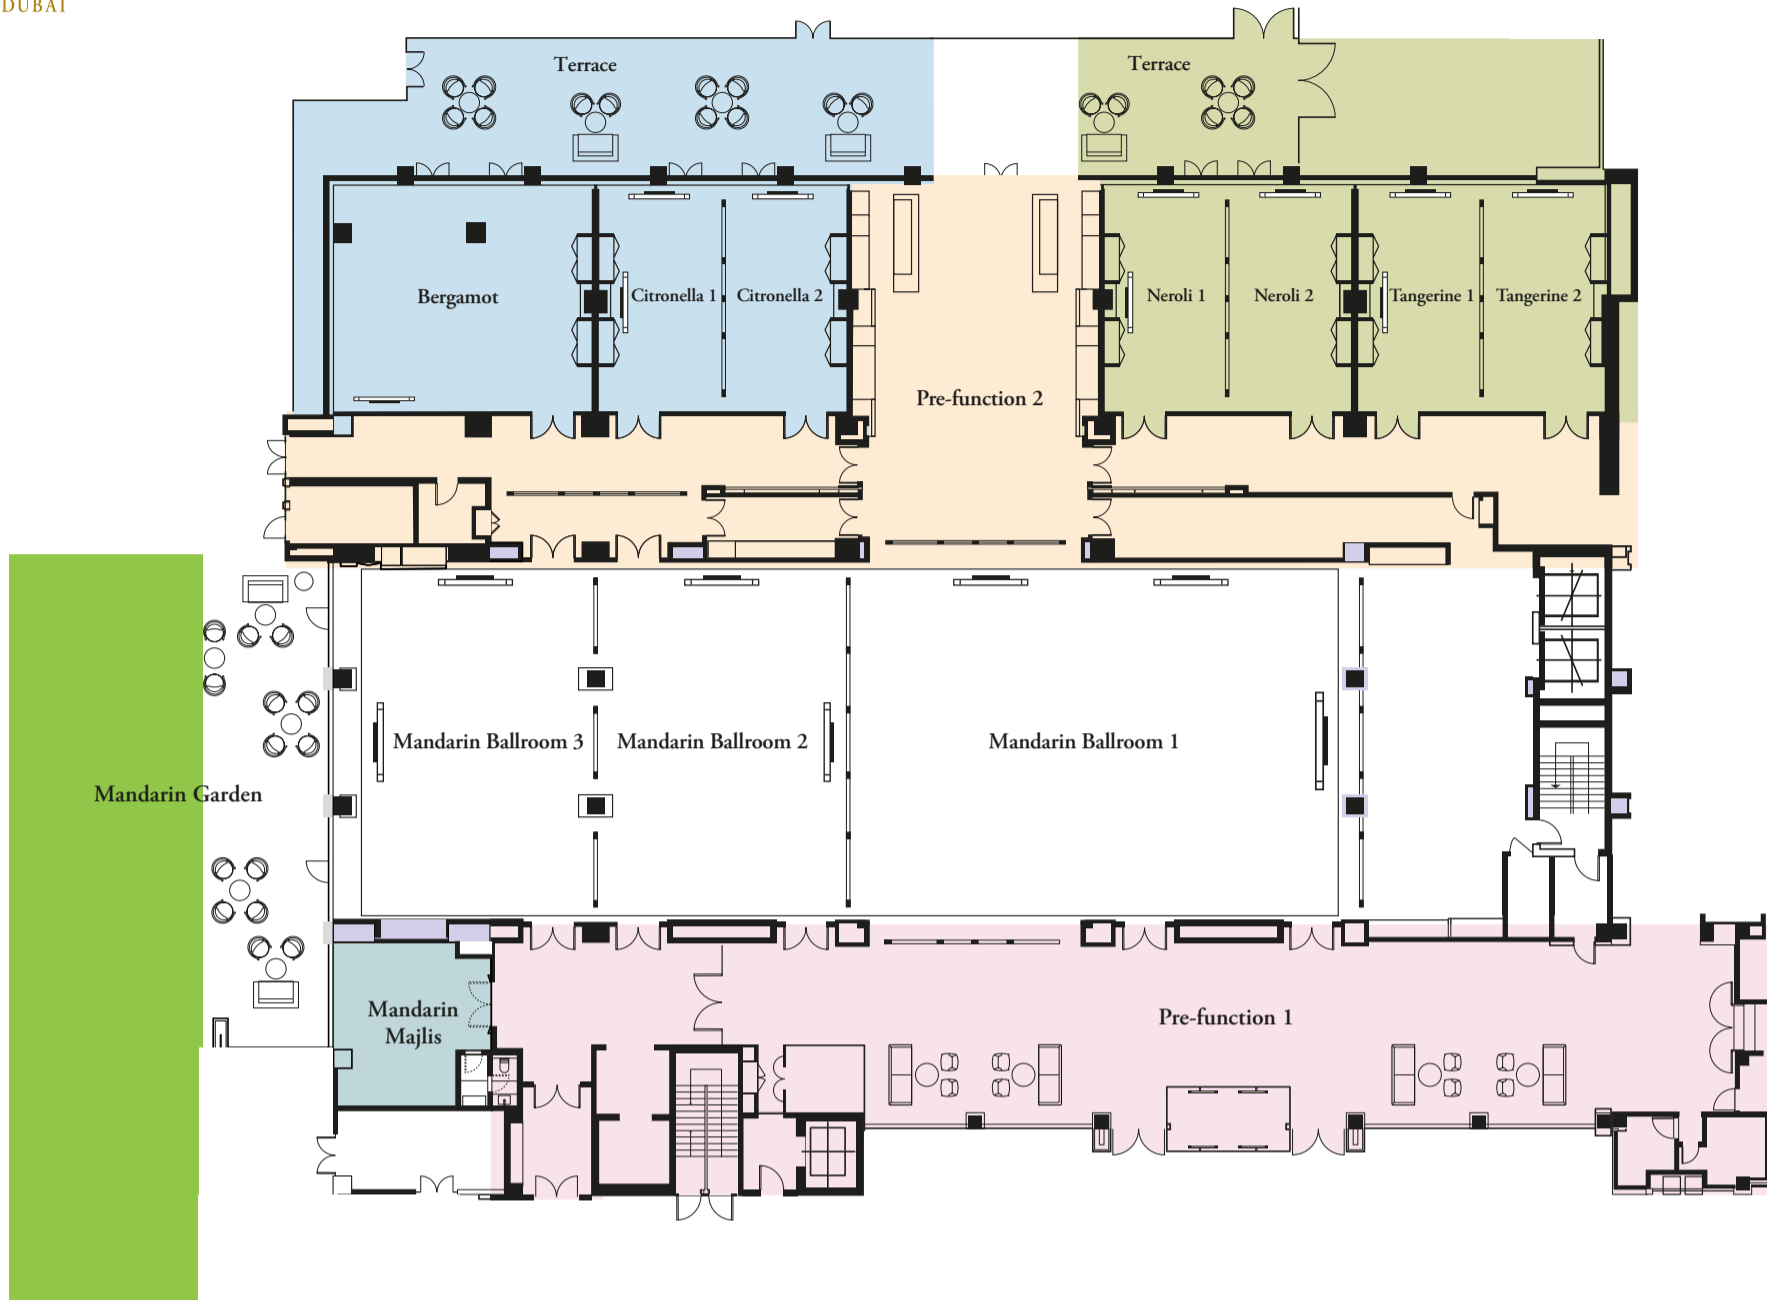 DUBAI
Terrace
Terrace
Bergamot
Citronella 1
Citronella 2
Neroli 1
Neroli 2
Tangerine 1
Tangerine 2
Pre-function 2
Mandarin Ballroom 3
Mandarin Ballroom 2
Mandarin Ballroom 1
Mandarin Garden
Mandarin
Majlis
Pre-function 1